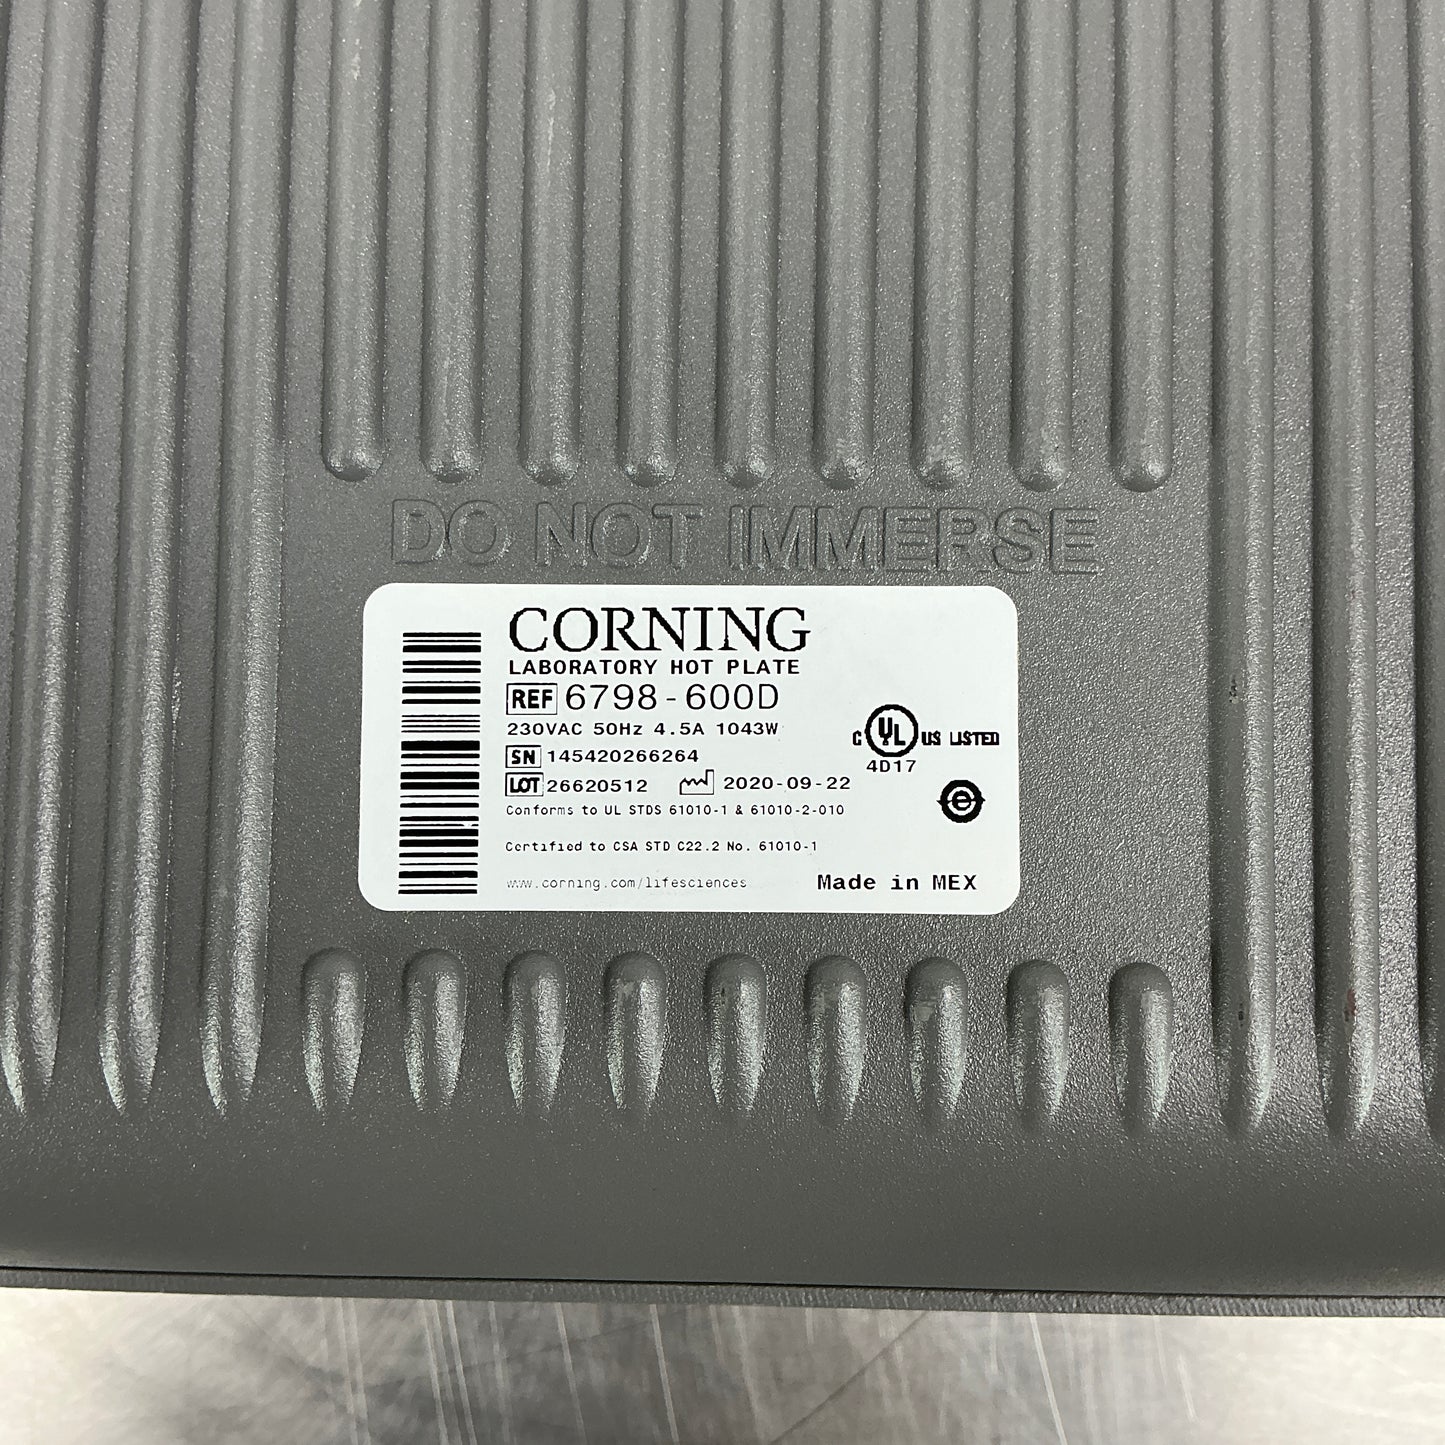 DO NOT IMMERSE
CORNING
LABORATORY HOT PLATE
REF 6798-600D
230VAC 50Hz 4.5A 1043W
SN 145420266264
LOT 26620512 2020-09-22
C UL US LISTED
4D17
e
Conforms to UL STDS 61010-1 & 61010-2-010
Certified to CSA STD C22.2 No. 61010-1
www.corning.com/lifesciences
Made in MEX